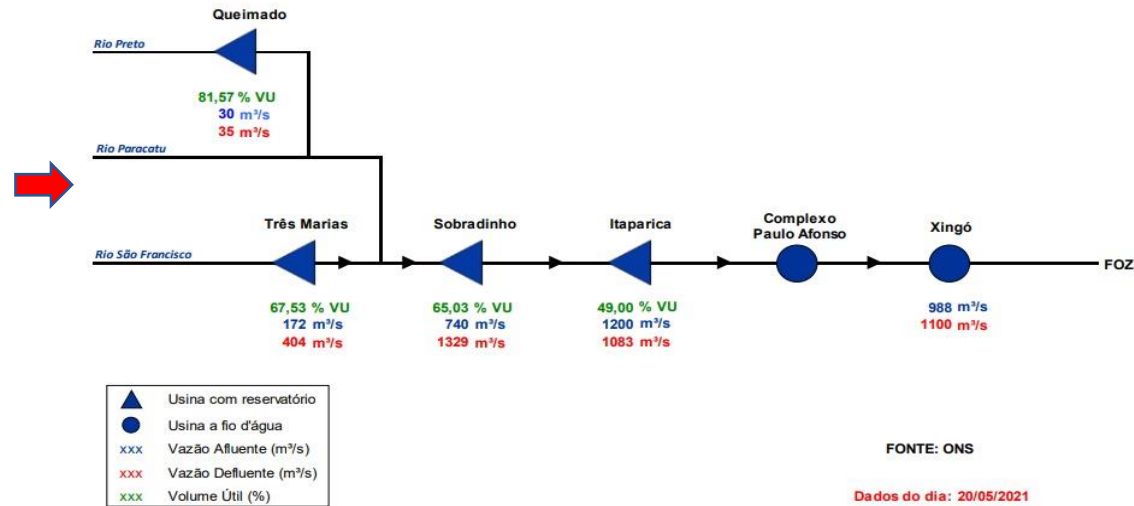 Queimado
Rio Preto
81,57 % VU
30 m³/s
35 m³/s
Rio Paracatu
Três Marias
Sobradinho
Itaparica
Complexo
Paulo Afonso
Xingó
Rio São Francisco
FOZ
67,53 % VU
172 m³/s
404 m³/s
65,03 % VU
740 m³/s
1329 m³/s
49,00 % VU
1200 m³/s
1083 m³/s
988 m³/s
1100 m³/s
Usina com reservatório
Usina a fio d'água
xxx Vazão Afluente (m³/s)
xxx Vazão Defluente (m³/s)
xxx Volume Útil (%)
FONTE: ONS
Dados do dia: 20/05/2021